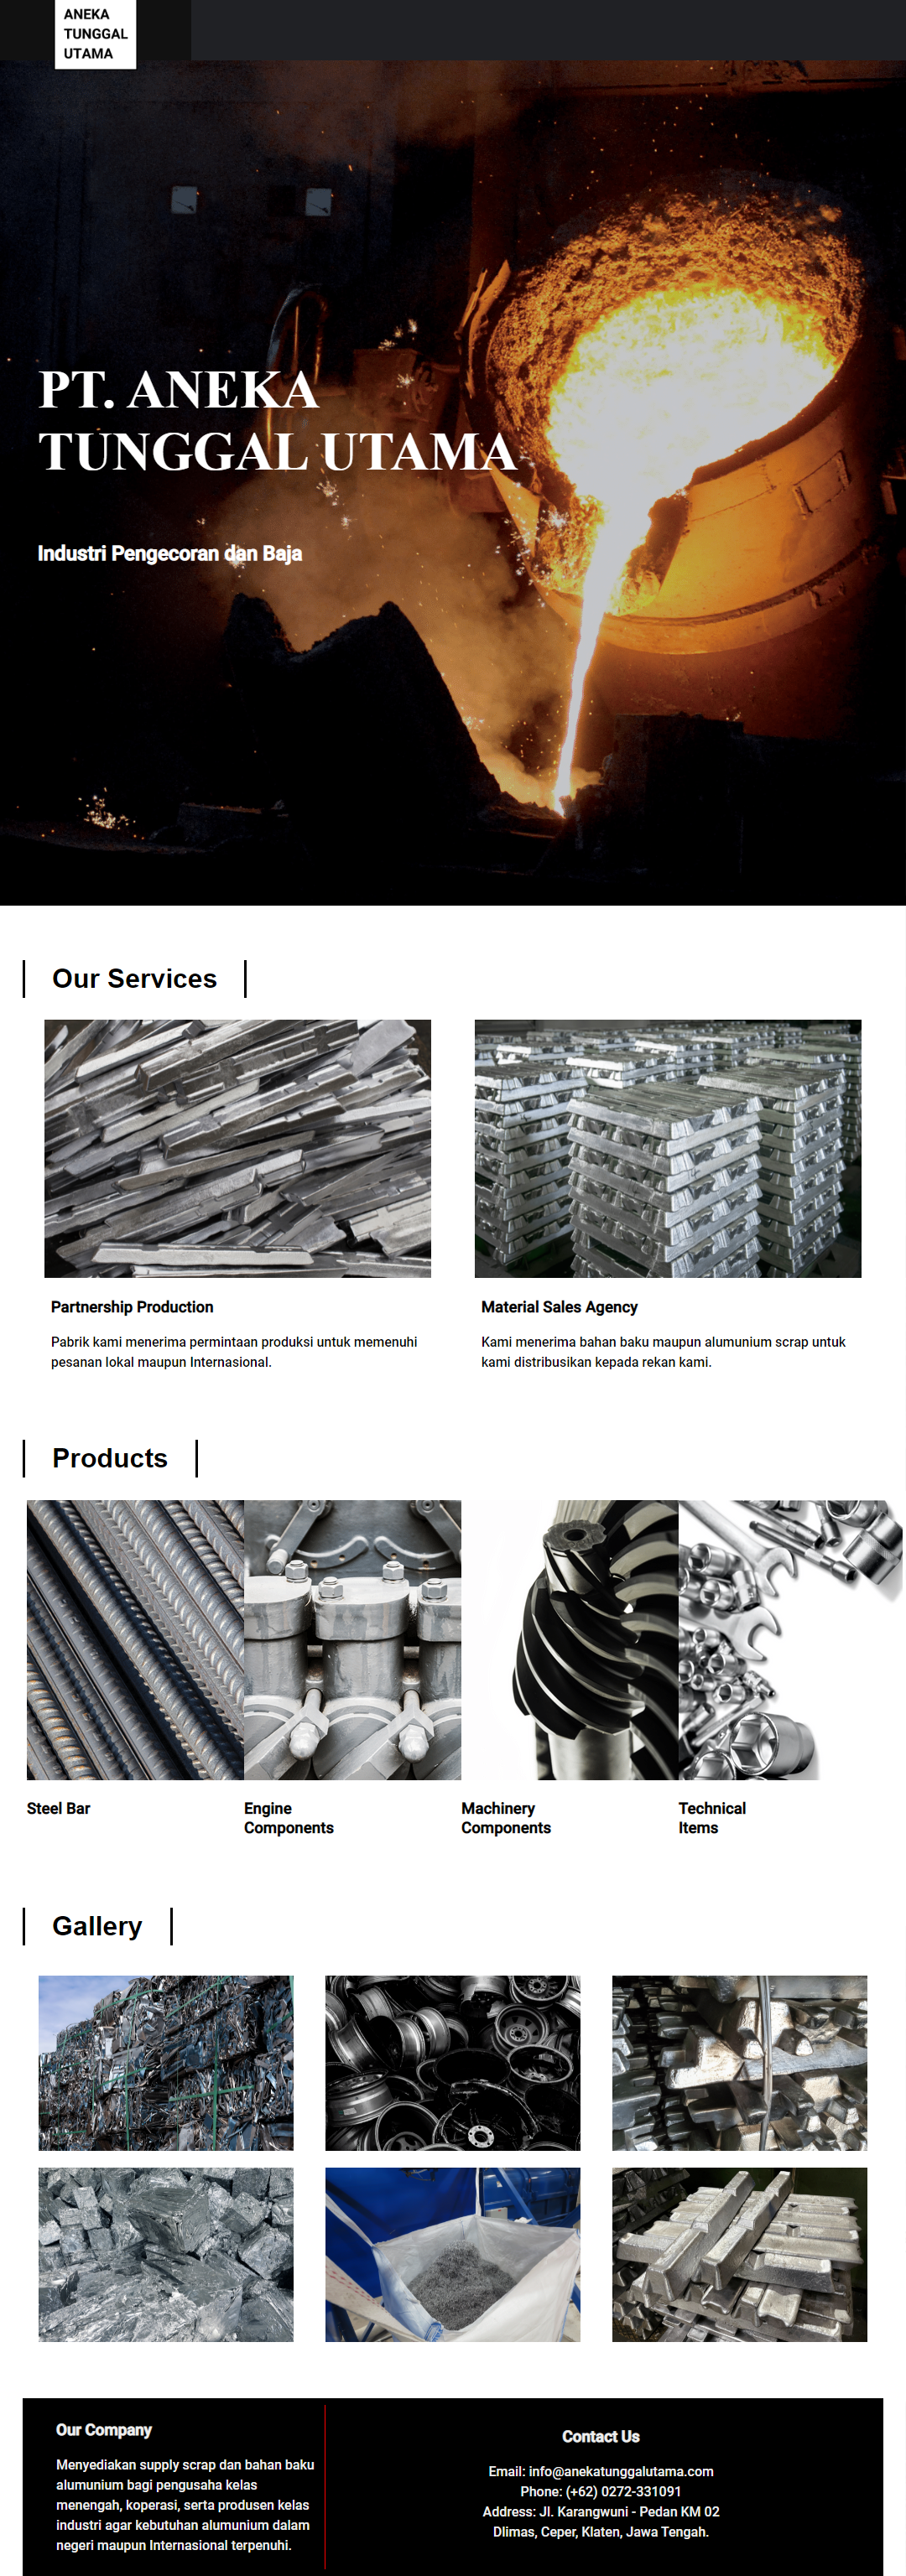 ANEKA
TUNGGAL
UTAMA
PT. ANEKA
TUNGGAL UTAMA
Industri Pengecoran dan Baja
Our Services
Partnership Production
Pabrik kami menerima permintaan produksi untuk memenuhi
pesanan lokal maupun Internasional.
Material Sales Agency
Kami menerima bahan baku maupun alumunium scrap untuk
kami distribusikan kepada rekan kami.
Products
Steel Bar
Engine
Components
Machinery
Components
Technical
Items
Gallery
Our Company
Menyediakan supply scrap dan bahan baku
alumunium bagi pengusaha kelas
menengah, koperasi, serta produsen kelas
industri agar kebutuhan alumunium dalam
negeri maupun Internasional terpenuhi.
Contact Us
Email: info@anekatunggalutama.com
Phone: (+62) 0272-331091
Address: Jl. Karangwuni - Pedan KM 02
Dlimas, Ceper, Klaten, Jawa Tengah.